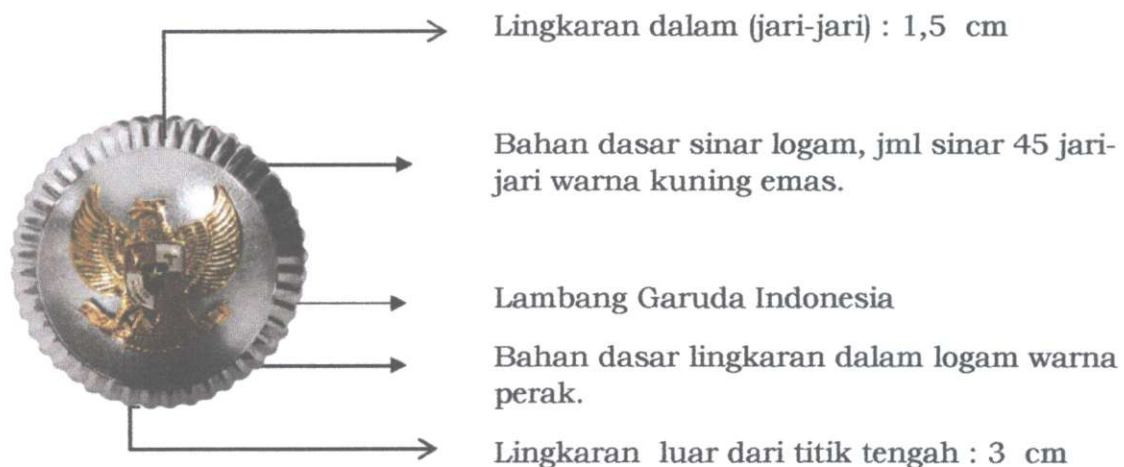 Lingkaran dalam (jari-jari) : 1,5 cm
Bahan dasar sinar logam, jml sinar 45 jari-
jari warna kuning emas.
Lambang Garuda Indonesia
Bahan dasar lingkaran dalam logam warna
perak.
Lingkaran luar dari titik tengah : 3 cm